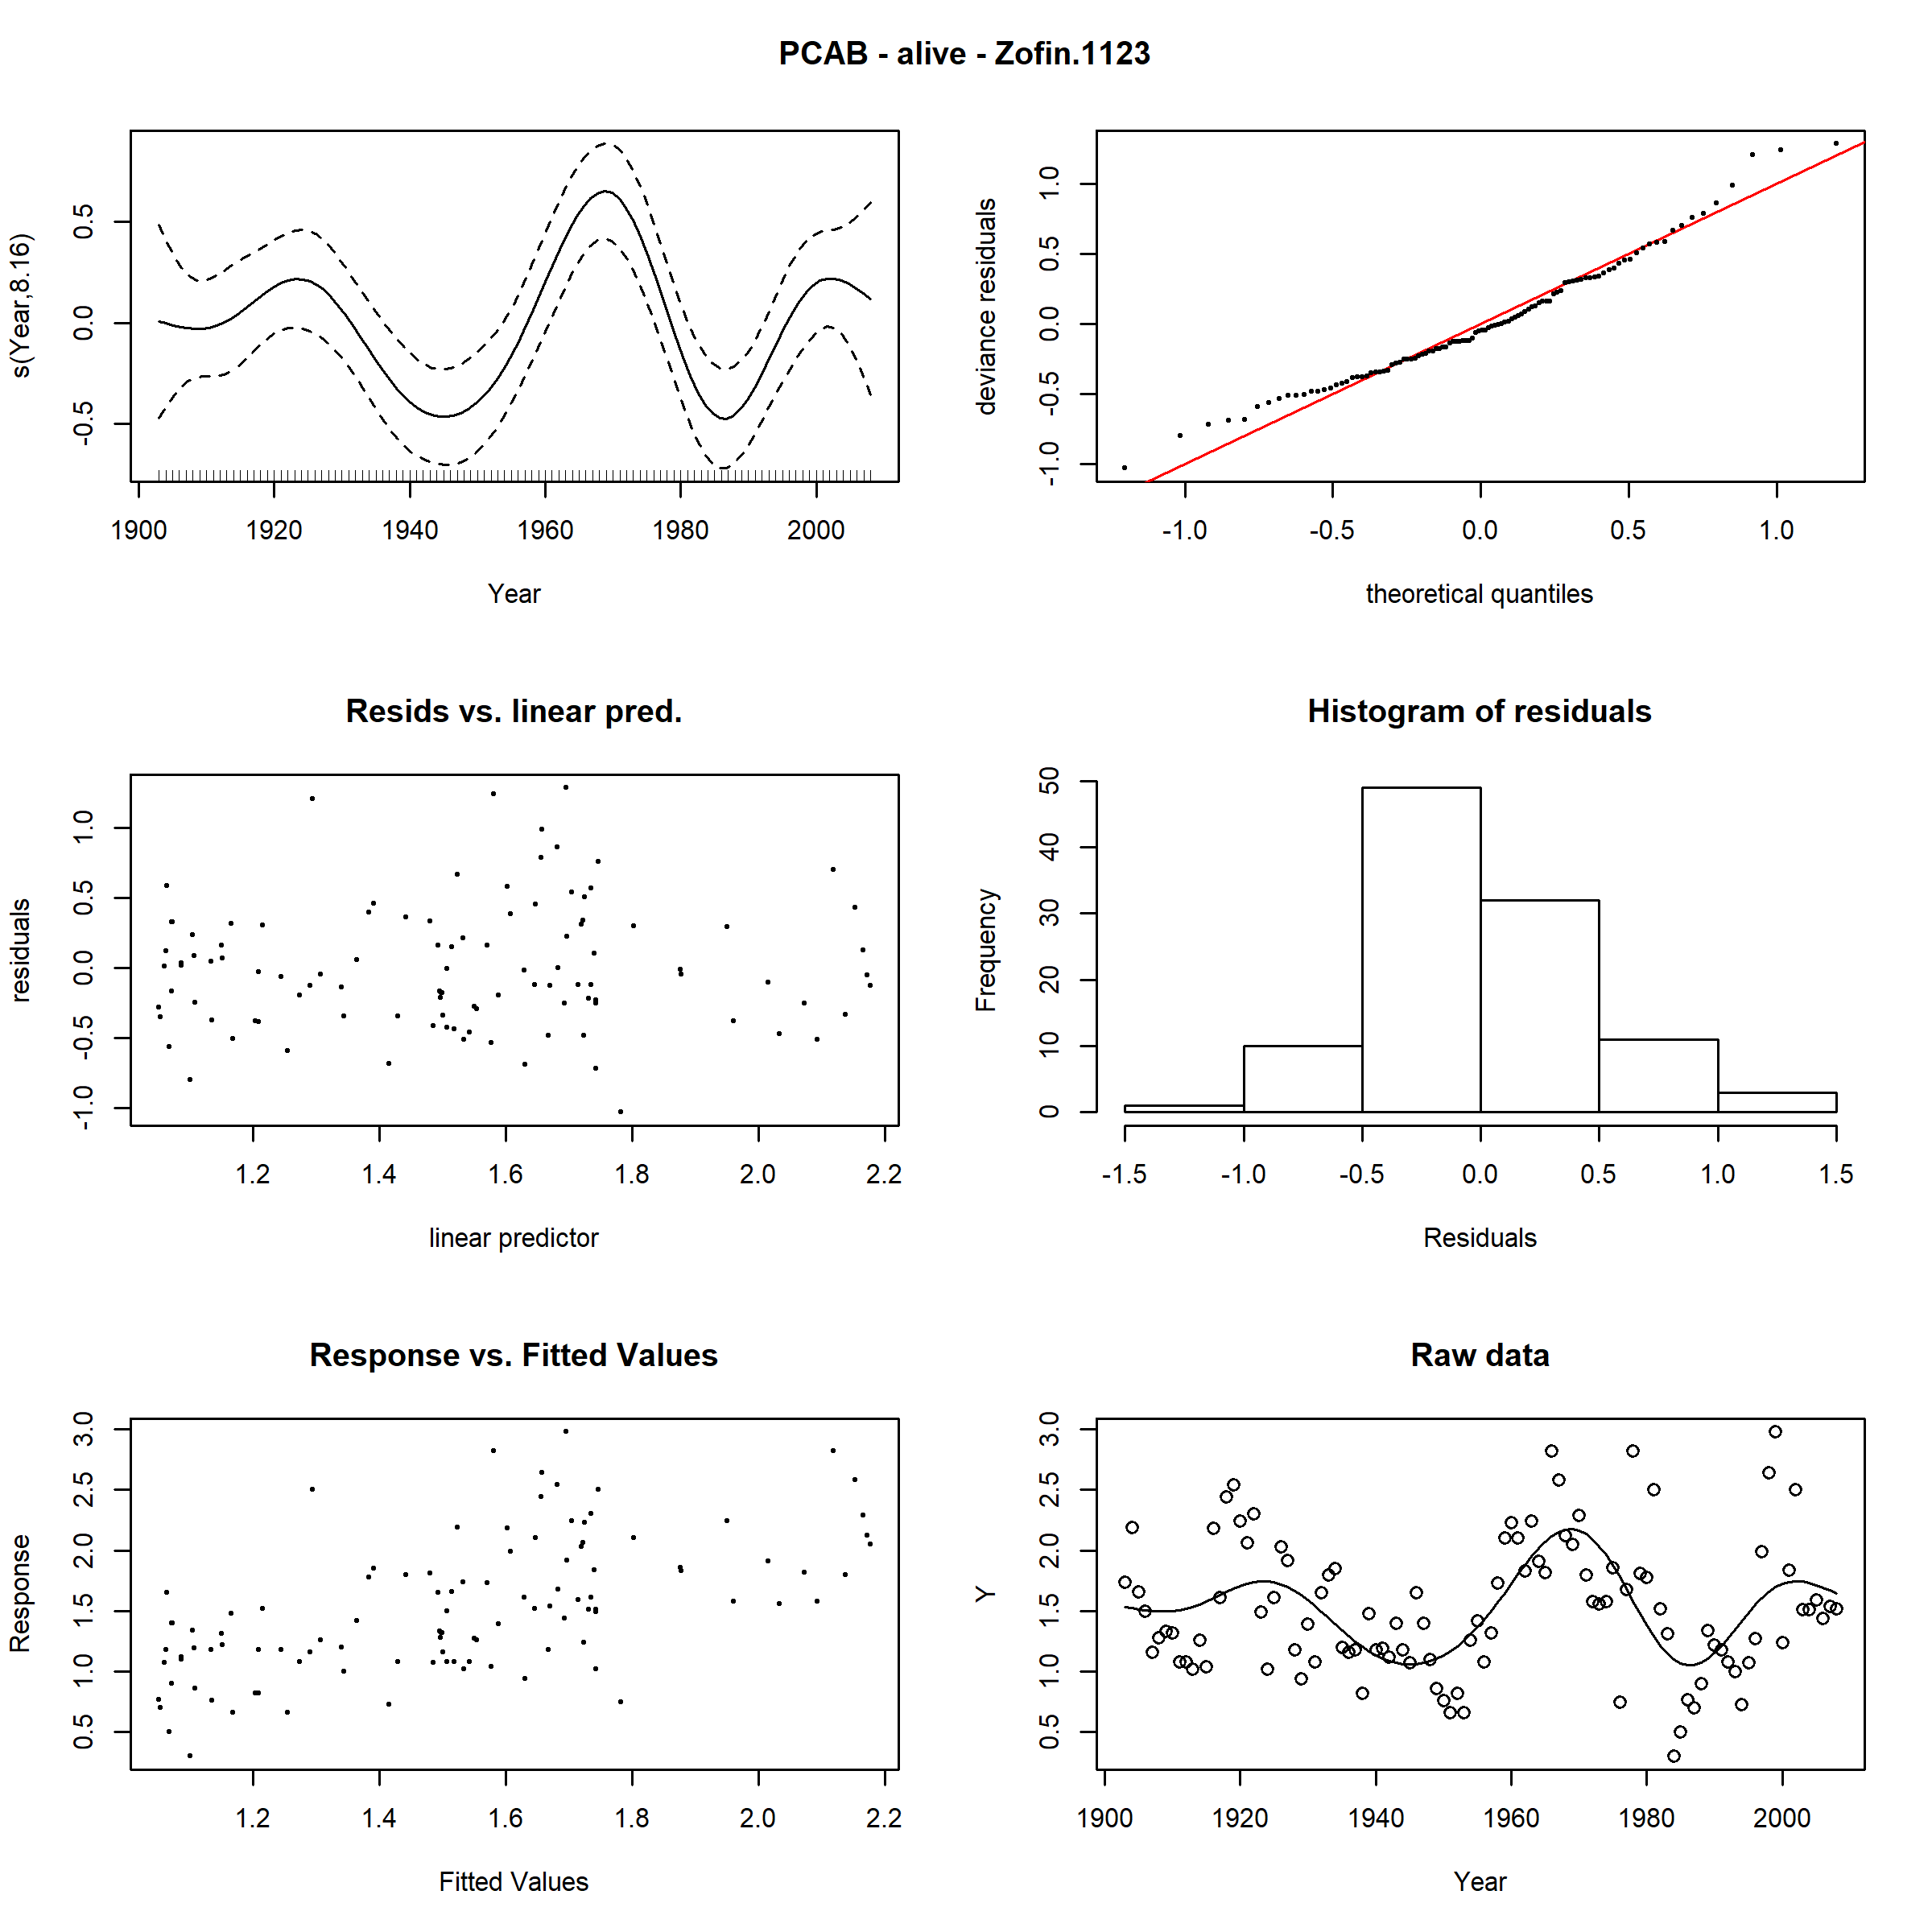 PCAB - alive - Zofin.1123
s(Year,8.16)
0.5
0.0
-0.5
1900 1920 1940 1960 1980 2000
Year
deviance residuals
1.0
0.5
0.0
-0.5
-1.0
-1.0 -0.5 0.0 0.5 1.0
theoretical quantiles
Resids vs. linear pred.
residuals
1.0
0.5
0.0
-0.5
-1.0
1.2 1.4 1.6 1.8 2.0 2.2
linear predictor
Histogram of residuals
Frequency
50
40
30
20
10
0
-1.5 -1.0 -0.5 0.0 0.5 1.0 1.5
Residuals
Response vs. Fitted Values
Response
3.0
2.5
2.0
1.5
1.0
0.5
1.2 1.4 1.6 1.8 2.0 2.2
Fitted Values
Raw data
Y
3.0
2.5
2.0
1.5
1.0
0.5
1900 1920 1940 1960 1980 2000
Year